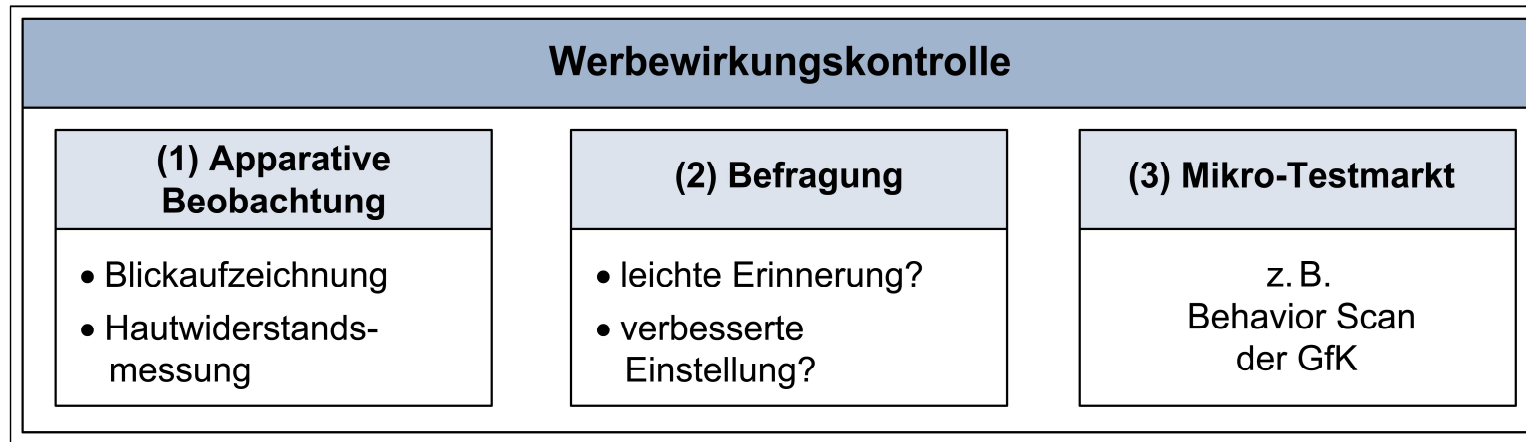 Werbewirkungskontrolle
(1) Apparative
Beobachtung
• Blickaufzeichnung
• Hautwiderstands-
messung
(2) Befragung
• leichte Erinnerung?
• verbesserte
Einstellung?
(3) Mikro-Testmarkt
z. B.
Behavior Scan
der GfK